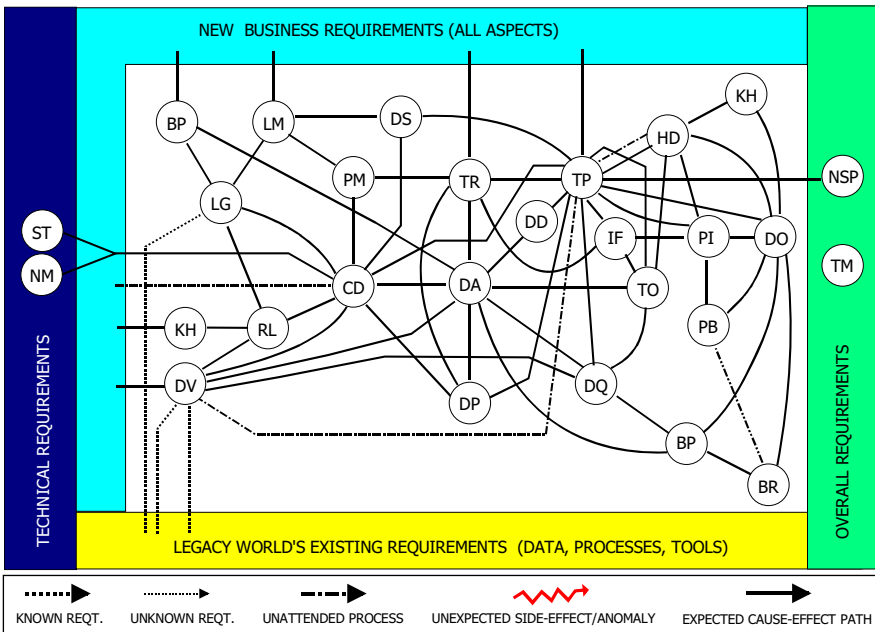 NEW BUSINESS REQUIREMENTS (ALL ASPECTS)
KH
BP
LM
DS
HD
PM
TR
TP
NSP
LG
DD
ST
IF
PI
DO
NM
TM
CD
DA
TO
KH
RL
PB
DV
DQ
DP
BP
BR
TECHNICAL REQUIREMENTS
OVERALL REQUIREMENTS
LEGACY WORLD'S EXISTING REQUIREMENTS (DATA, PROCESSES, TOOLS)
KNOWN REQT.
UNKNOWN REQT.
UNATTENDED PROCESS
UNEXPECTED SIDE-EFFECT/ANOMALY
EXPECTED CAUSE-EFFECT PATH